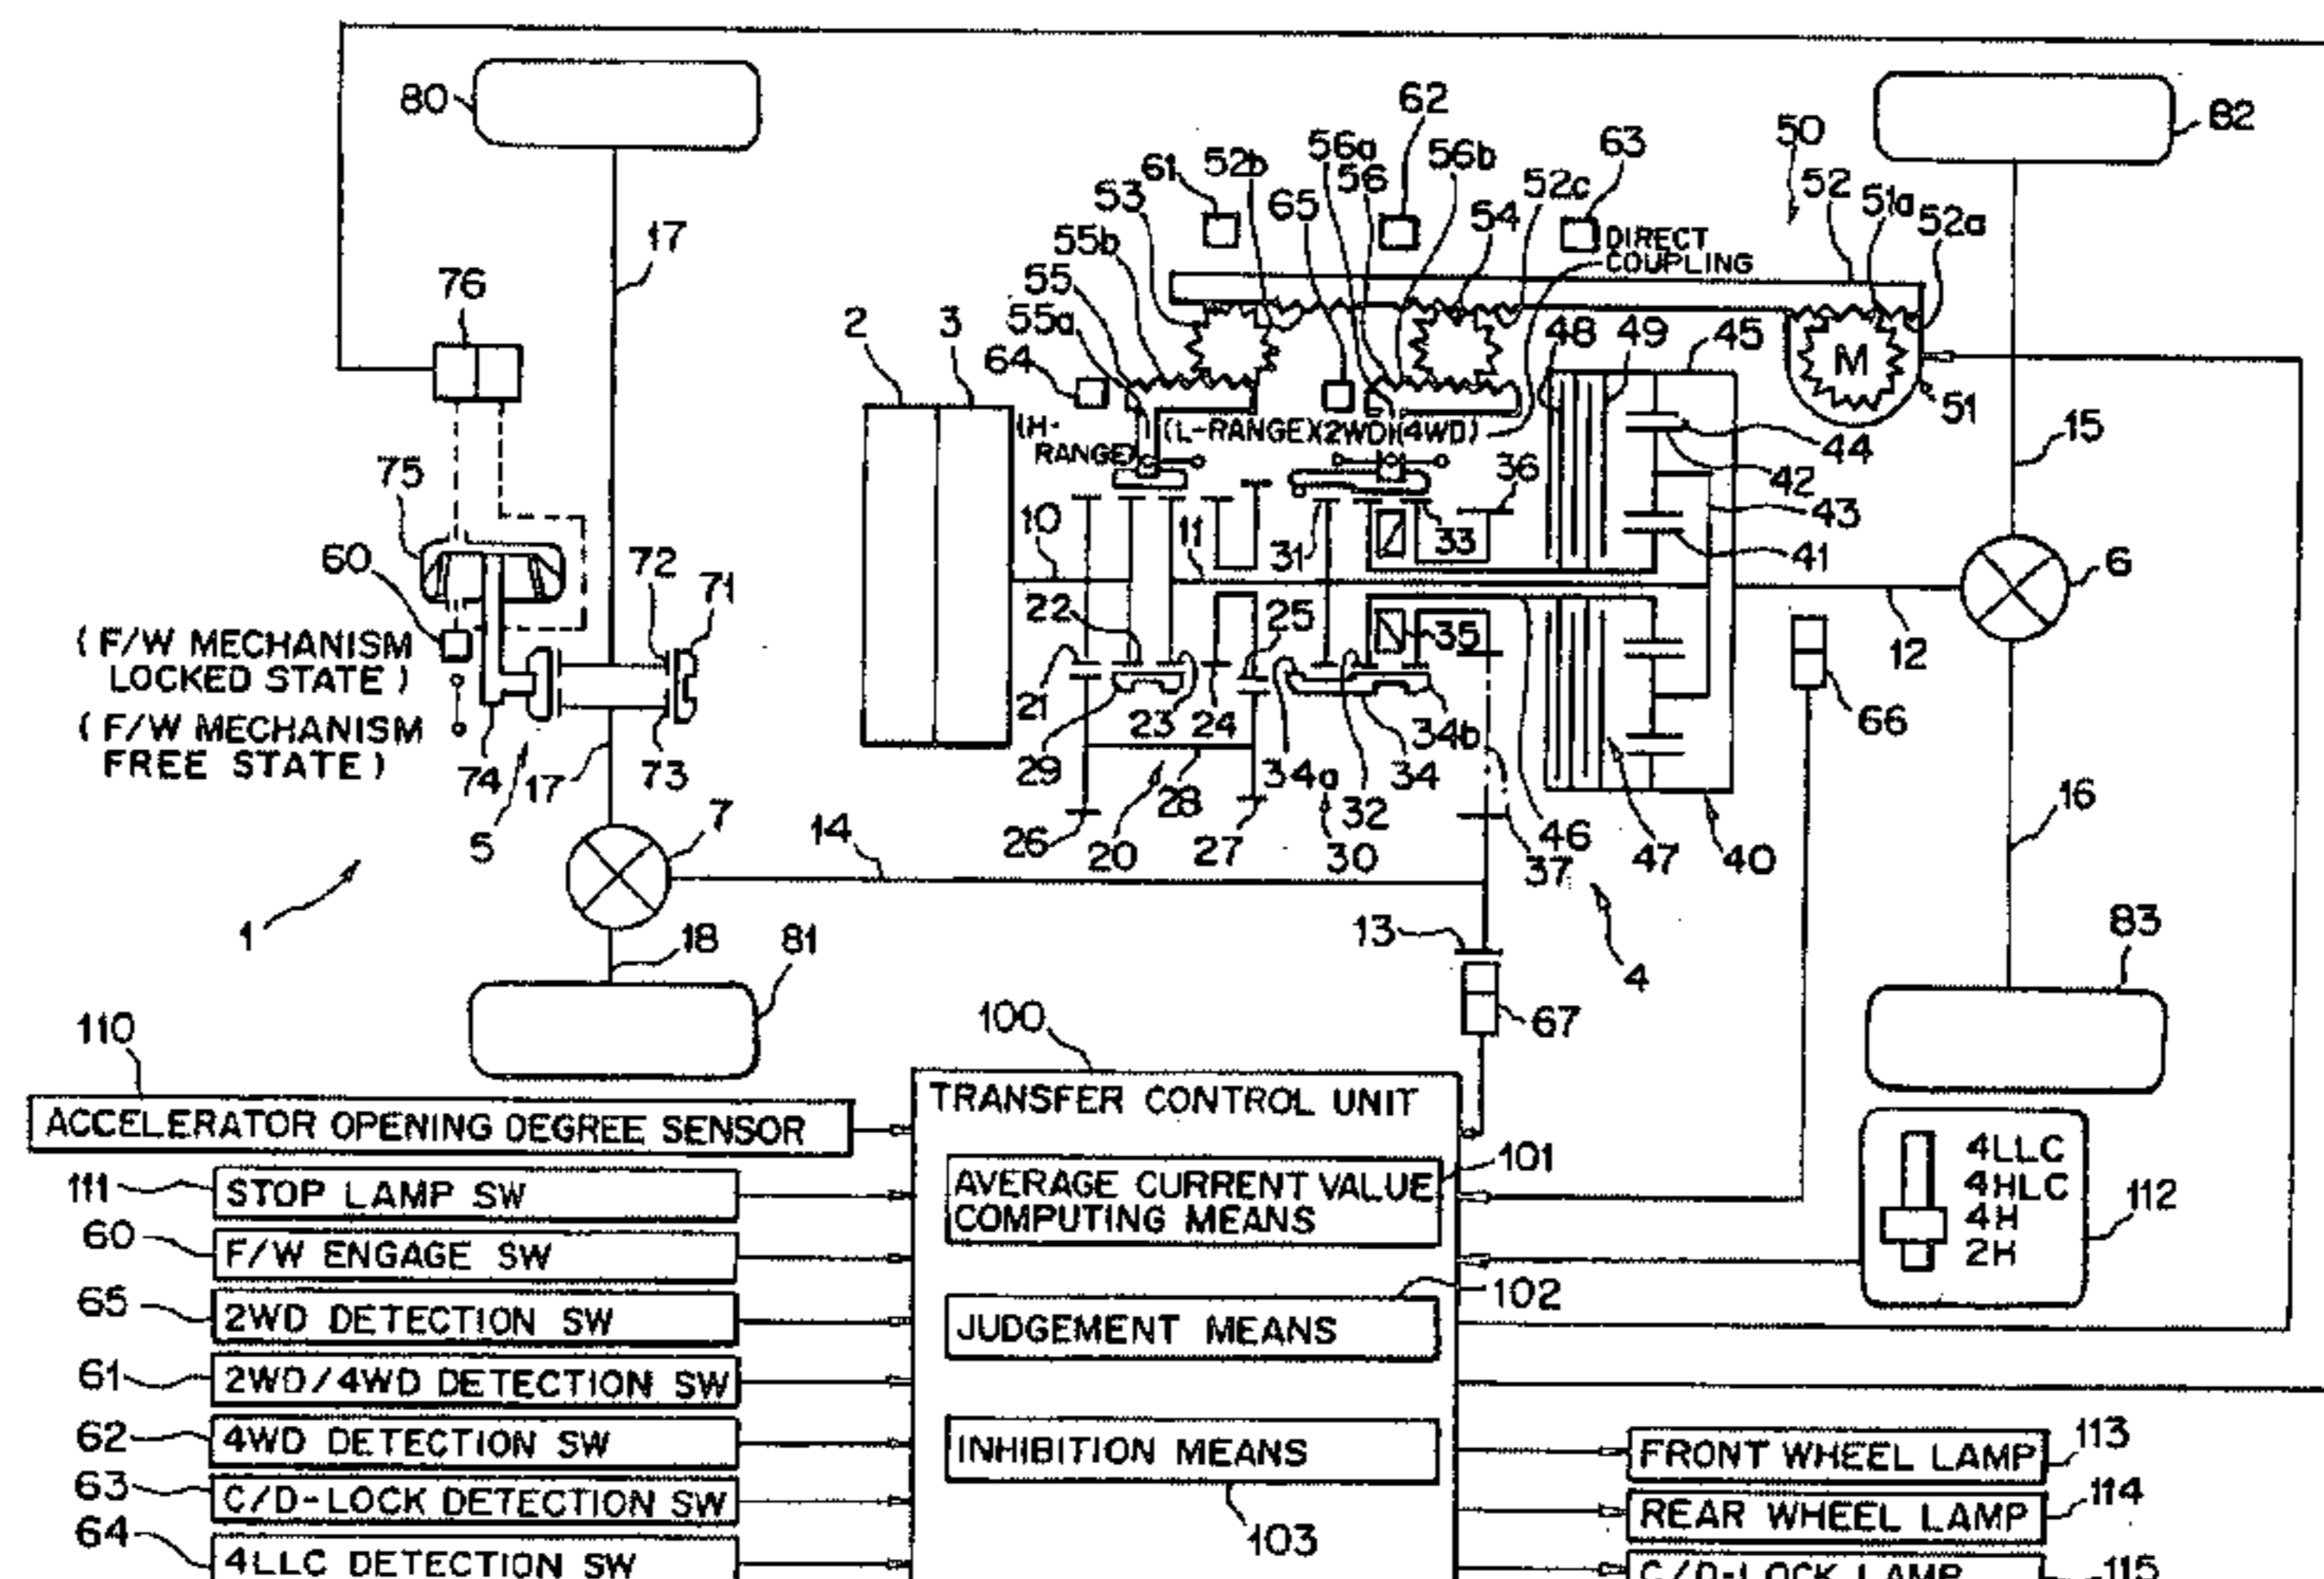 80
82
62
50
63
61
52b
56a
56
56b
52
51a
52a
53
65
52c
54
17
55b
DIRECT
COUPLING
76
55
55a
2
3
48
49
45
M
64
51
(H-
RANGE)
(L-RANGE)(2WD)(4WD)
44
15
75
36
42
10
11
43
60
31
33
41
72
71
6
22
25
35
(F/W MECHANISM
LOCKED STATE)
12
21
23
24
66
(F/W MECHANISM
FREE STATE)
34b
74
17
73
29
28
34a
34
32
16
5
7
14
26
20
27
30
46
37
47
40
1
18
81
13
4
83
110
100
67
ACCELERATOR OPENING DEGREE SENSOR
TRANSFER CONTROL UNIT
111
STOP LAMP SW
AVERAGE CURRENT VALUE
COMPUTING MEANS
101
4LLC
4HLC
4H
2H
112
60
F/W ENGAGE SW
65
2WD DETECTION SW
JUDGEMENT MEANS
102
61
2WD/4WD DETECTION SW
62
4WD DETECTION SW
INHIBITION MEANS
FRONT WHEEL LAMP
113
63
C/D-LOCK DETECTION SW
103
REAR WHEEL LAMP
114
64
4LLC DETECTION SW
C/D-LOCK LAMP
115